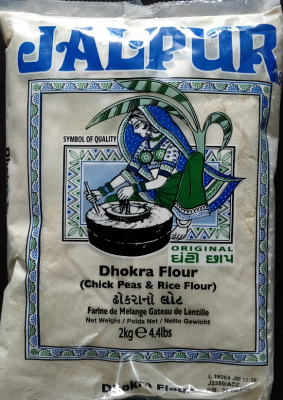 JALPUR
SYMBOL OF QUALITY
ORIGINAL
ઘંટી છાપ
Dhokra Flour
(Chick Peas & Rice Flour)
ઢોકરાનો લોટ
Farine de Melange Gateau de Lentille
Net Weight / Poids Net / Netto Gewicht
2kg ℮ 4.4lbs
Dhokra Flour